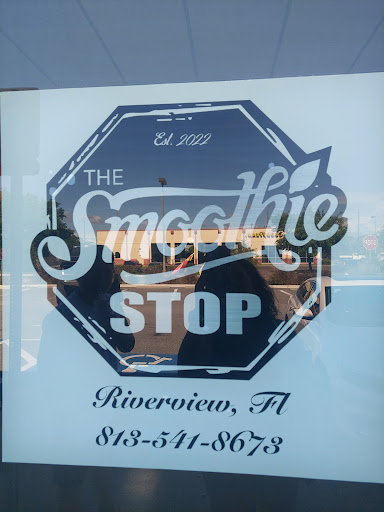 Est. 2022
THE
Smoothie
STOP
Riverview, Fl
813-541-8673